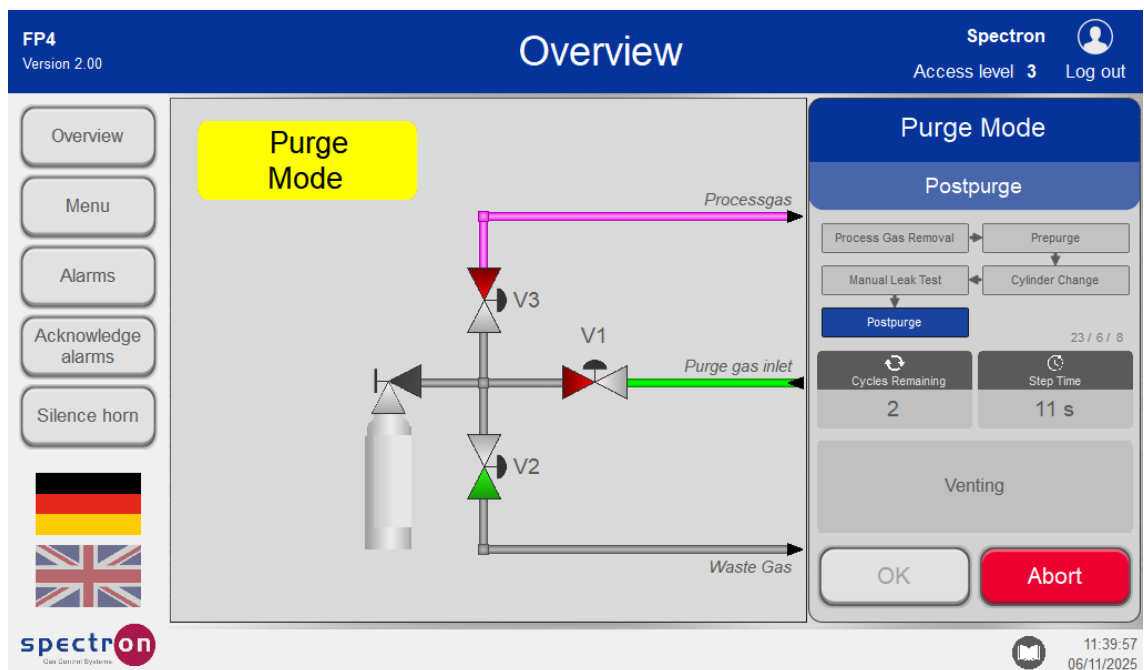 FP4
Version 2.00
Overview
Spectron
Access level 3
Log out
Overview
Menu
Alarms
Acknowledge
alarms
Silence horn
Purge
Mode
Processgas
V3
V1
Purge gas inlet
V2
Waste Gas
Purge Mode
Postpurge
Process Gas Removal
Prepurge
Manual Leak Test
Cylinder Change
Postpurge
23 / 6 / 8
Cycles Remaining
Step Time
2
11 s
Venting
OK
Abort
spectron
Gas Control Systems
11:39:57
06/11/2025